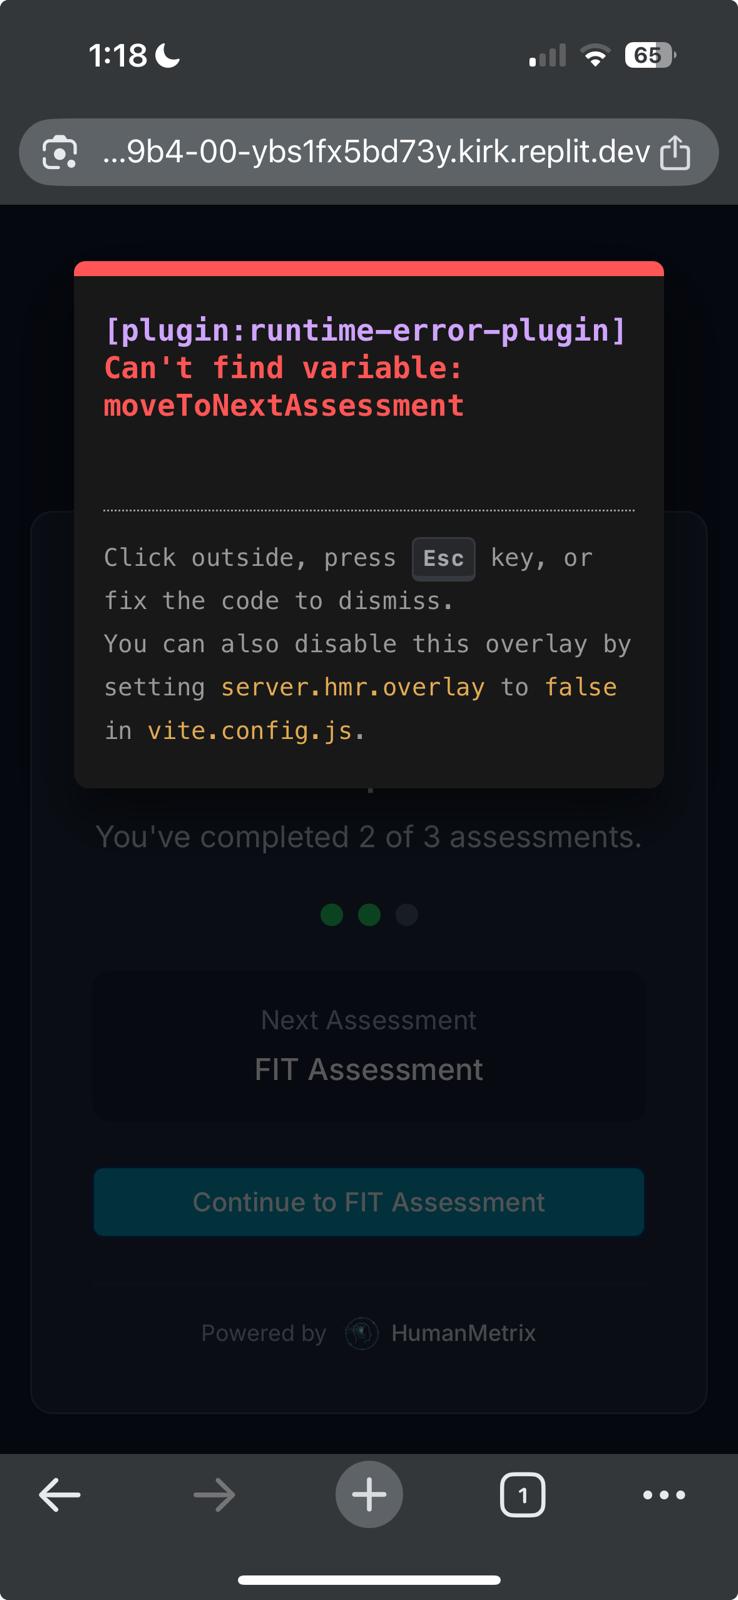 1:18
65
...9b4-00-ybs1fx5bd73y.kirk.replit.dev
[plugin:runtime-error-plugin]
Can't find variable:
moveToNextAssessment
Click outside, press Esc key, or
fix the code to dismiss.
You can also disable this overlay by
setting server.hmr.overlay to false
in vite.config.js.
You've completed 2 of 3 assessments.
Next Assessment
FIT Assessment
Continue to FIT Assessment
Powered by HumanMetrix
1